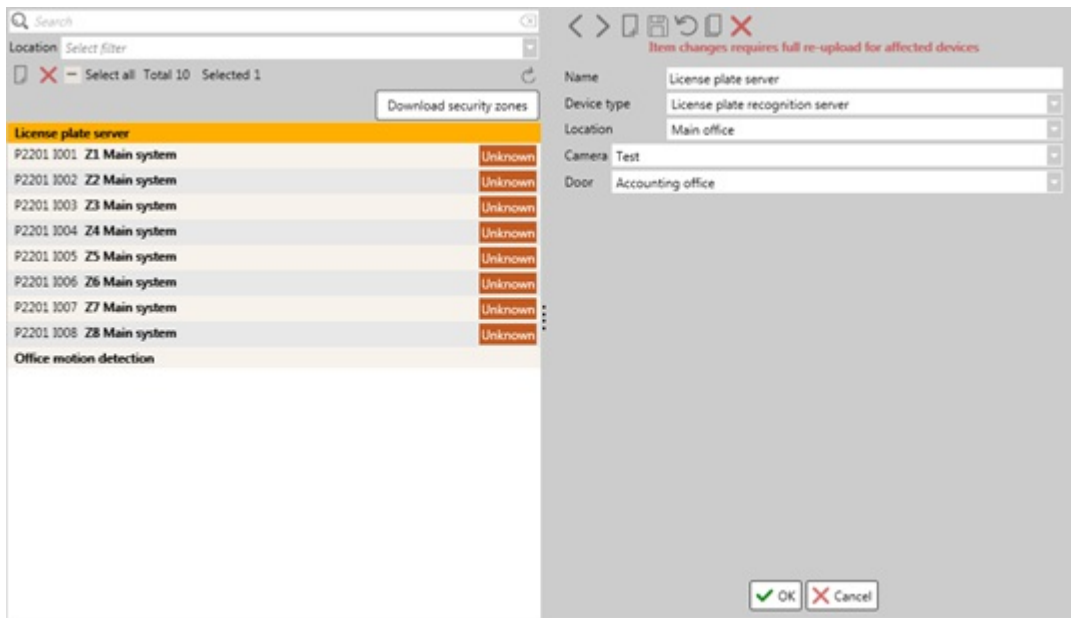 Search
Location Select filter
Select all Total 10 Selected 1
Download security zones
License plate server
P2201 I001 Z1 Main system Unknown
P2201 I002 Z2 Main system Unknown
P2201 I003 Z3 Main system Unknown
P2201 I004 Z4 Main system Unknown
P2201 I005 Z5 Main system Unknown
P2201 I006 Z6 Main system Unknown
P2201 I007 Z7 Main system Unknown
P2201 I008 Z8 Main system Unknown
Office motion detection
Item changes requires full re-upload for affected devices
Name License plate server
Device type License plate recognition server
Location Main office
Camera Test
Door Accounting office
OK Cancel